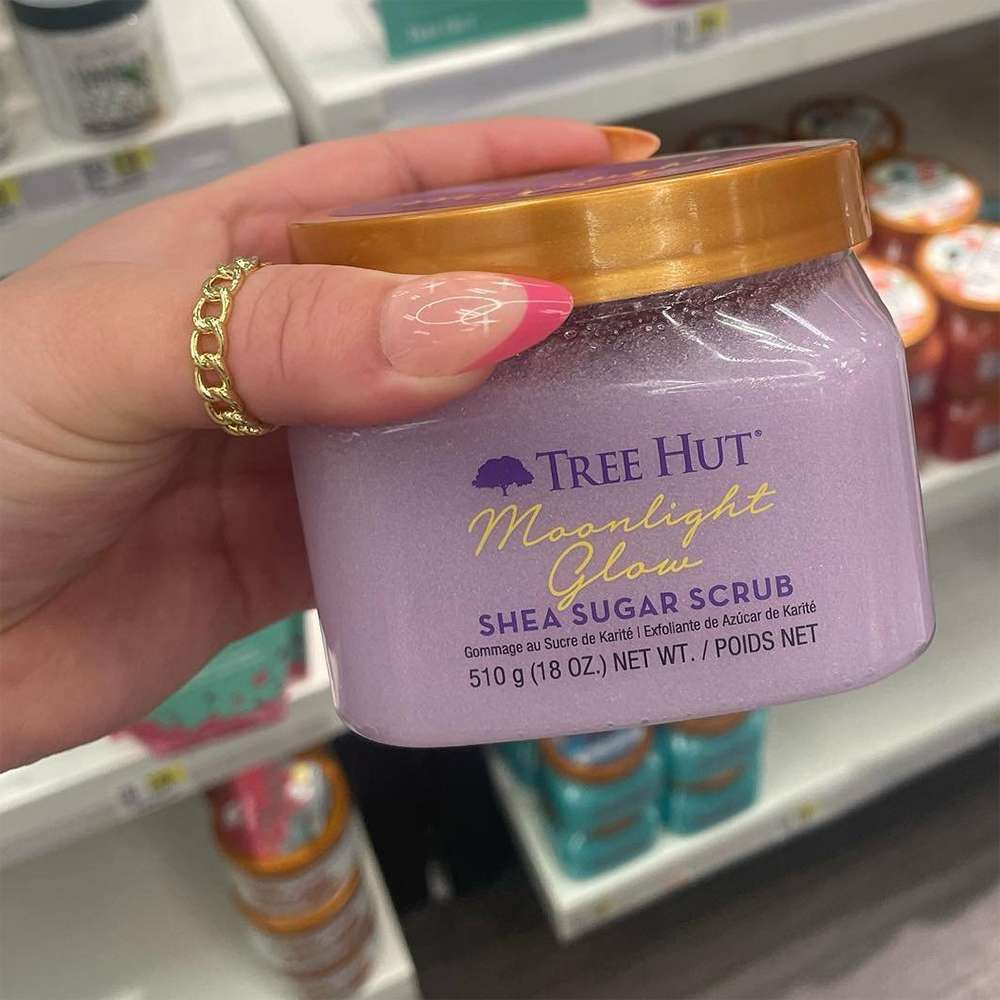 TREE HUT®
Moonlight
Glow
SHEA SUGAR SCRUB
Gommage au Sucre de Karité | Exfoliante de Azúcar de Karité
510 g (18 OZ.) NET WT. / POIDS NET